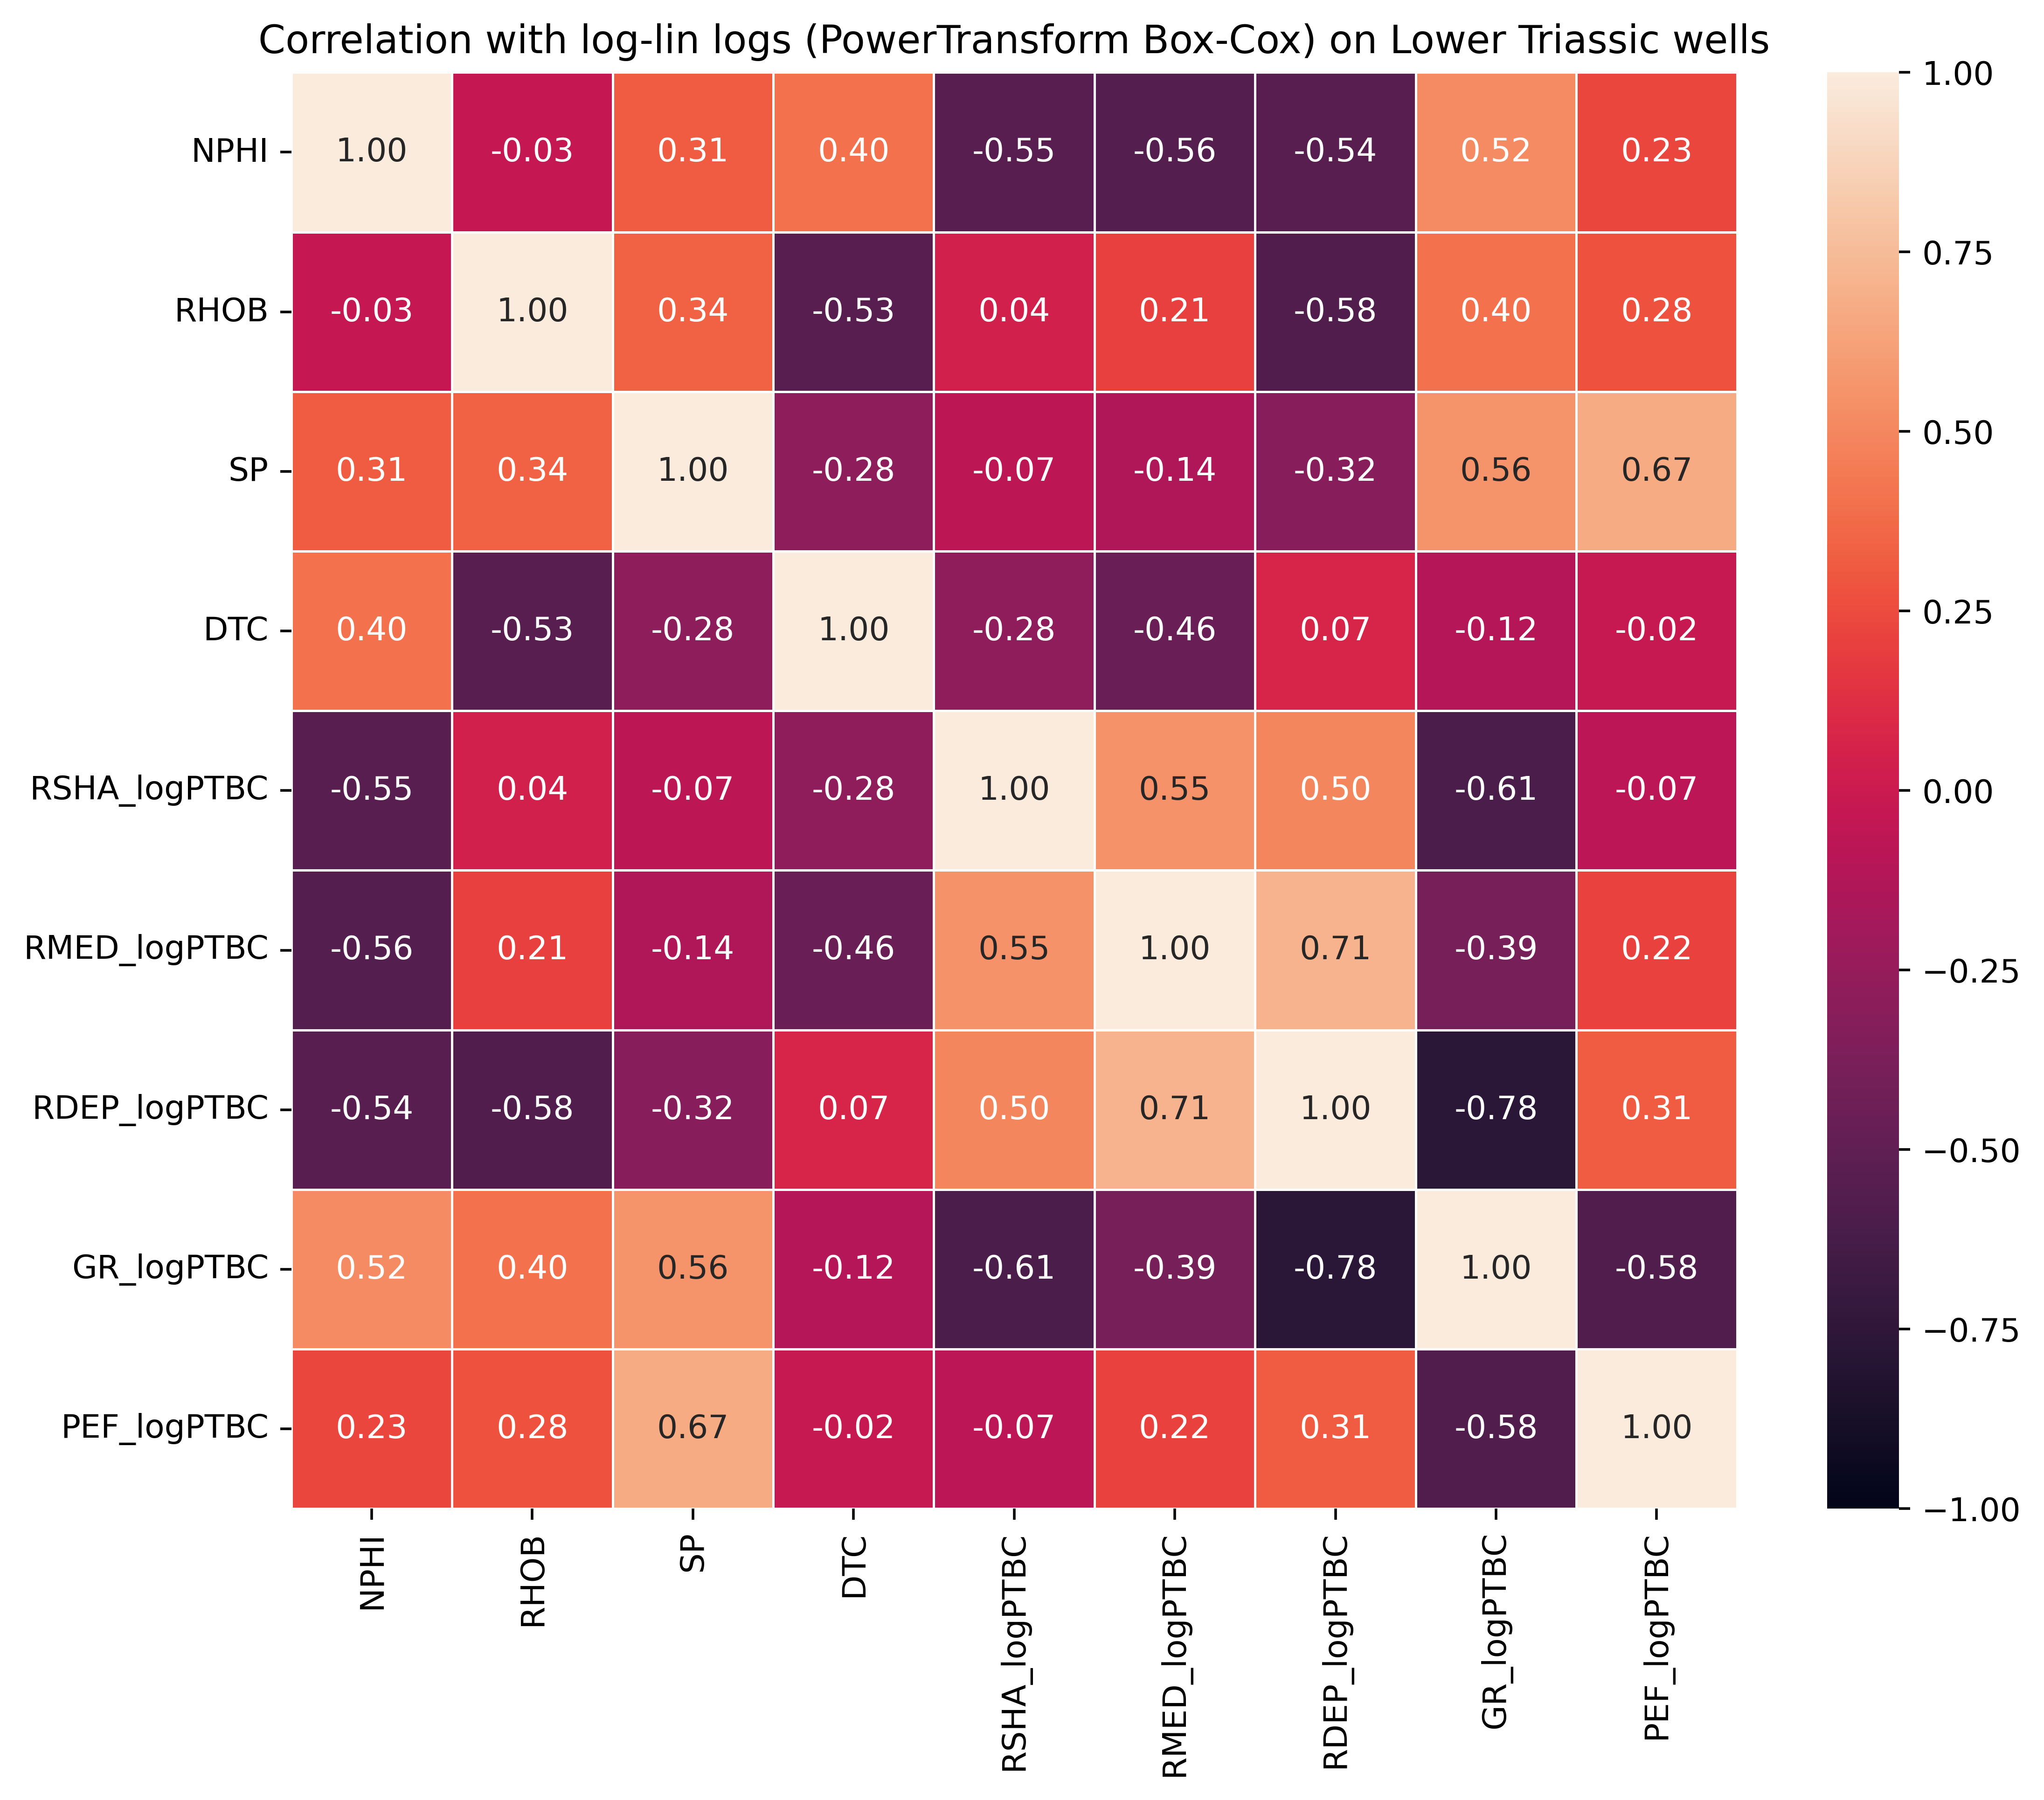 Correlation with log-lin logs (PowerTransform Box-Cox) on Lower Triassic wells
NPHI 1.00 -0.03 0.31 0.40 -0.55 -0.56 -0.54 0.52 0.23
RHOB -0.03 1.00 0.34 -0.53 0.04 0.21 -0.58 0.40 0.28
SP 0.31 0.34 1.00 -0.28 -0.07 -0.14 -0.32 0.56 0.67
DTC 0.40 -0.53 -0.28 1.00 -0.28 -0.46 0.07 -0.12 -0.02
RSHA_logPTBC -0.55 0.04 -0.07 -0.28 1.00 0.55 0.50 -0.61 -0.07
RMED_logPTBC -0.56 0.21 -0.14 -0.46 0.55 1.00 0.71 -0.39 0.22
RDEP_logPTBC -0.54 -0.58 -0.32 0.07 0.50 0.71 1.00 -0.78 0.31
GR_logPTBC 0.52 0.40 0.56 -0.12 -0.61 -0.39 -0.78 1.00 -0.58
PEF_logPTBC 0.23 0.28 0.67 -0.02 -0.07 0.22 0.31 -0.58 1.00
NPHI
RHOB
SP
DTC
RSHA_logPTBC
RMED_logPTBC
RDEP_logPTBC
GR_logPTBC
PEF_logPTBC
1.00
0.75
0.50
0.25
0.00
−0.25
−0.50
−0.75
−1.00